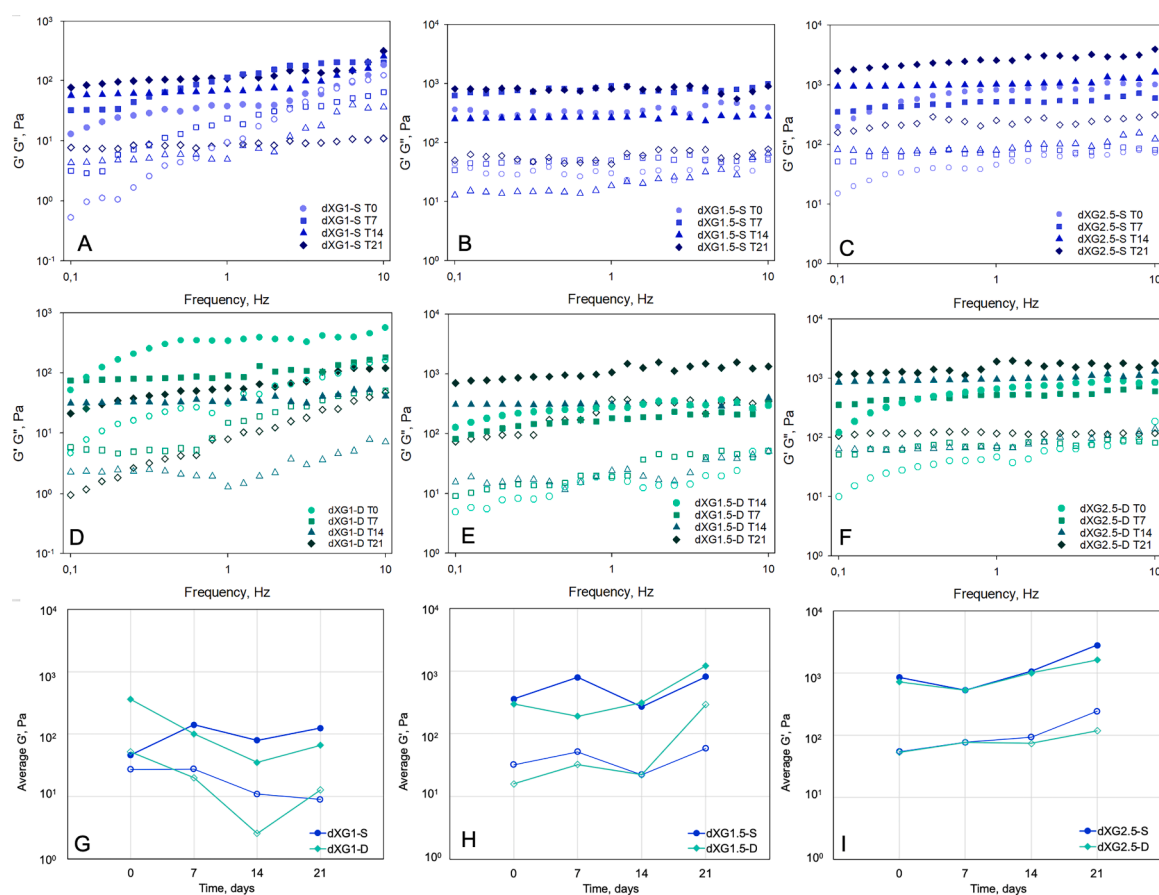 10³
10²
10¹
10⁰
10⁻¹
G' G'', Pa
0,1
1
10
Frequency, Hz
A
dXG1-S T0
dXG1-S T7
dXG1-S T14
dXG1-S T21
10⁴
10³
10²
10¹
10⁰
G' G'', Pa
0,1
1
10
Frequency, Hz
B
dXG1.5-S T0
dXG1.5-S T7
dXG1.5-S T14
dXG1.5-S T21
10⁴
10³
10²
10¹
10⁰
G' G'', Pa
0,1
1
10
Frequency, Hz
C
dXG2.5-S T0
dXG2.5-S T7
dXG2.5-S T14
dXG2.5-S T21
10³
10²
10¹
10⁰
10⁻¹
G' G'', Pa
0,1
1
10
Frequency, Hz
D
dXG1-D T0
dXG1-D T7
dXG1-D T14
dXG1-D T21
10⁴
10³
10²
10¹
10⁰
G' G'', Pa
0,1
1
10
Frequency, Hz
E
dXG1.5-D T14
dXG1.5-D T7
dXG1.5-D T14
dXG1.5-D T21
10⁴
10³
10²
10¹
10⁰
G' G'', Pa
0,1
1
10
Frequency, Hz
F
dXG2.5-D T0
dXG2.5-D T7
dXG2.5-D T14
dXG2.5-D T21
10⁴
10³
10²
10¹
10⁰
Average G', Pa
0
7
14
21
Time, days
G
dXG1-S
dXG1-D
10⁴
10³
10²
10¹
10⁰
Average G', Pa
0
7
14
21
Time, days
H
dXG1.5-S
dXG1.5-D
10⁴
10³
10²
10¹
10⁰
Average G', Pa
0
7
14
21
Time, days
I
dXG2.5-S
dXG2.5-D